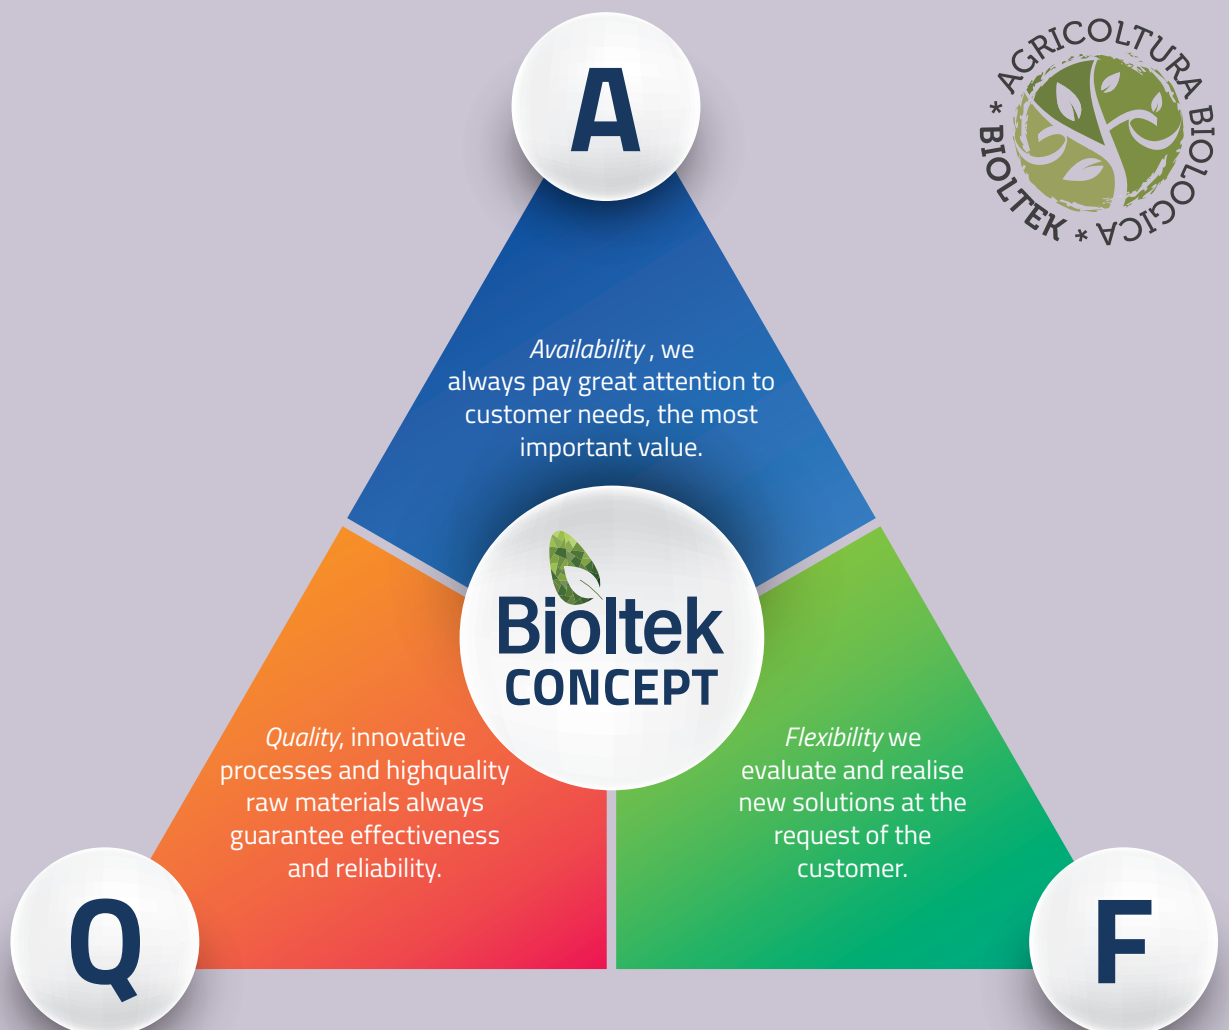 A
AGRICOLTURA BIOLOGICA * BIOLTEK *
Availability , we
always pay great attention to
customer needs, the most
important value.
Bioltek
CONCEPT
Quality, innovative
processes and highquality
raw materials always
guarantee effectiveness
and reliability.
Flexibility we
evaluate and realise
new solutions at the
request of the
customer.
Q
F